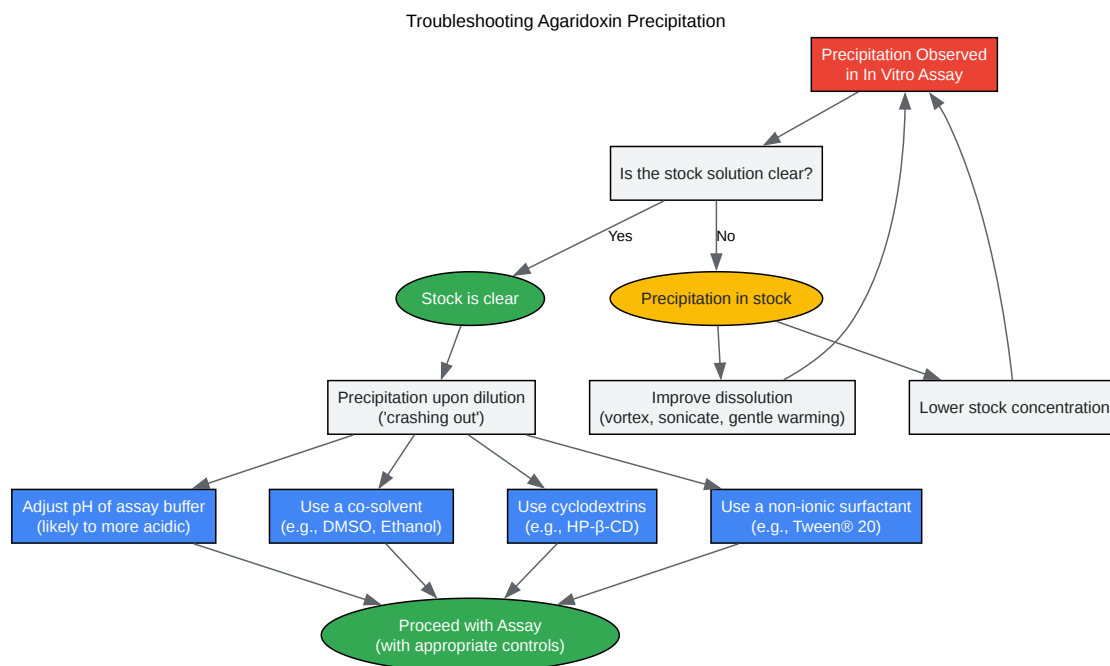 Troubleshooting Agaridoxin Precipitation
Precipitation Observed
in In Vitro Assay
Is the stock solution clear?
Yes
No
Stock is clear
Precipitation in stock
Precipitation upon dilution
('crashing out')
Improve dissolution
(vortex, sonicate, gentle warming)
Lower stock concentration
Adjust pH of assay buffer
(likely to more acidic)
Use a co-solvent
(e.g., DMSO, Ethanol)
Use cyclodextrins
(e.g., HP-β-CD)
Use a non-ionic surfactant
(e.g., Tween® 20)
Proceed with Assay
(with appropriate controls)